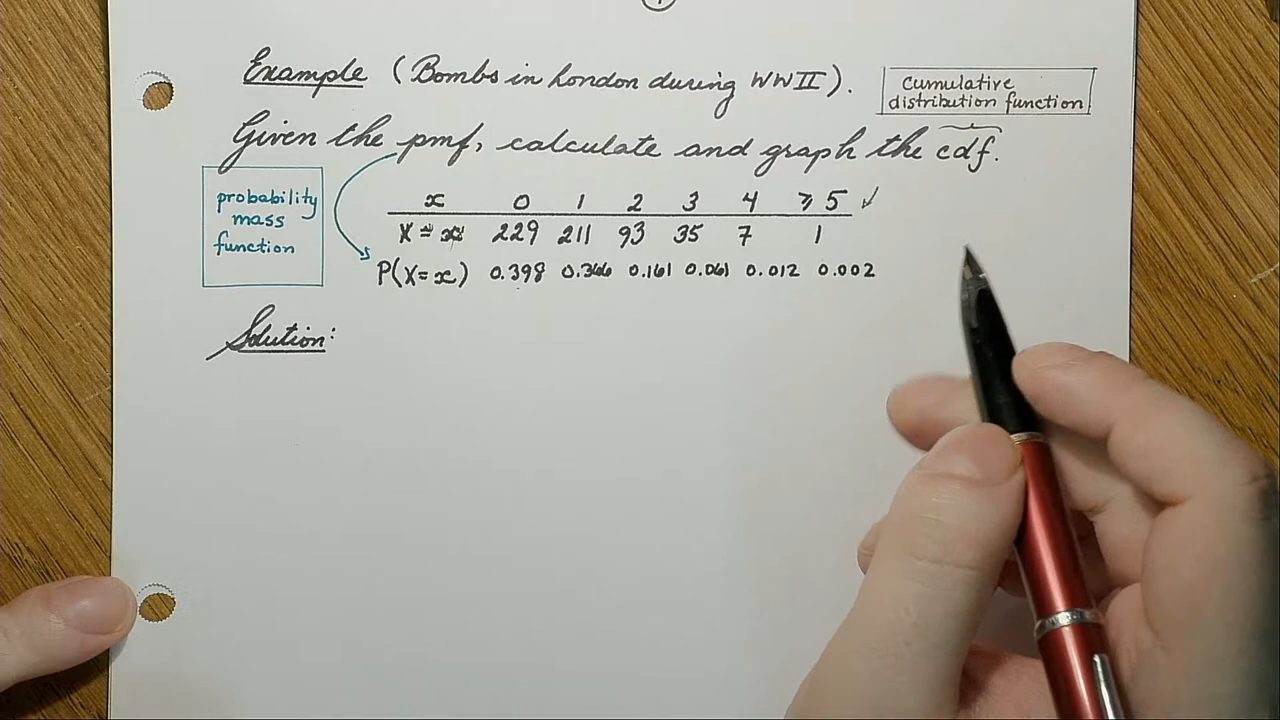 Example (Bombs in London during WWII).
cumulative
distribution function
Given the pmf, calculate and graph the cdf.
probability
mass
function
x 0 1 2 3 4 ≥ 5 ✓
X = x 229 211 93 35 7 1
P(X=x) 0.398 0.366 0.161 0.061 0.012 0.002
Solution: